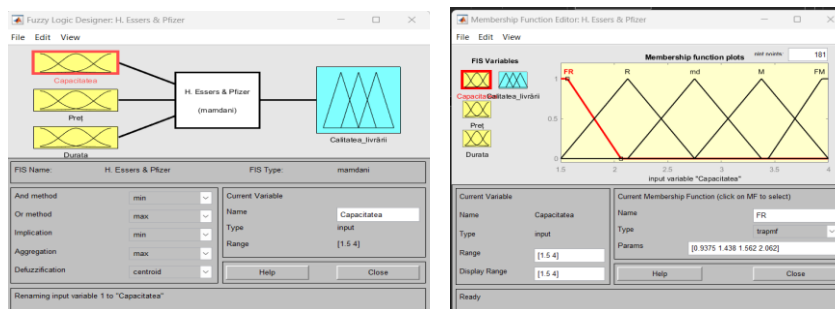 Fuzzy Logic Designer: H. Essers & Pfizer
File Edit View
Capacitatea
Preț
Durata
H. Essers & Pfizer
(mamdani)
Calitatea_livrării
FIS Name: H. Essers & Pfizer FIS Type: mamdani
And method min
Or method max
Implication min
Aggregation max
Defuzzification centroid
Current Variable
Name Capacitatea
Type input
Range [1.5 4]
Help Close
Renaming input variable 1 to "Capacitatea"
Membership Function Editor: H. Essers & Pfizer
File Edit View
FIS Variables
Capacitatea
Calitatea_livrării
Preț
Durata
Membership function plots plot points: 181
FR R md M FM
1
0.5
0
1.5 2 2.5 3 3.5 4
input variable "Capacitatea"
Current Variable
Name Capacitatea
Type input
Range [1.5 4]
Display Range [1.5 4]
Current Membership Function (click on MF to select)
Name FR
Type trapmf
Params [0.9375 1.438 1.562 2.062]
Help Close
Ready